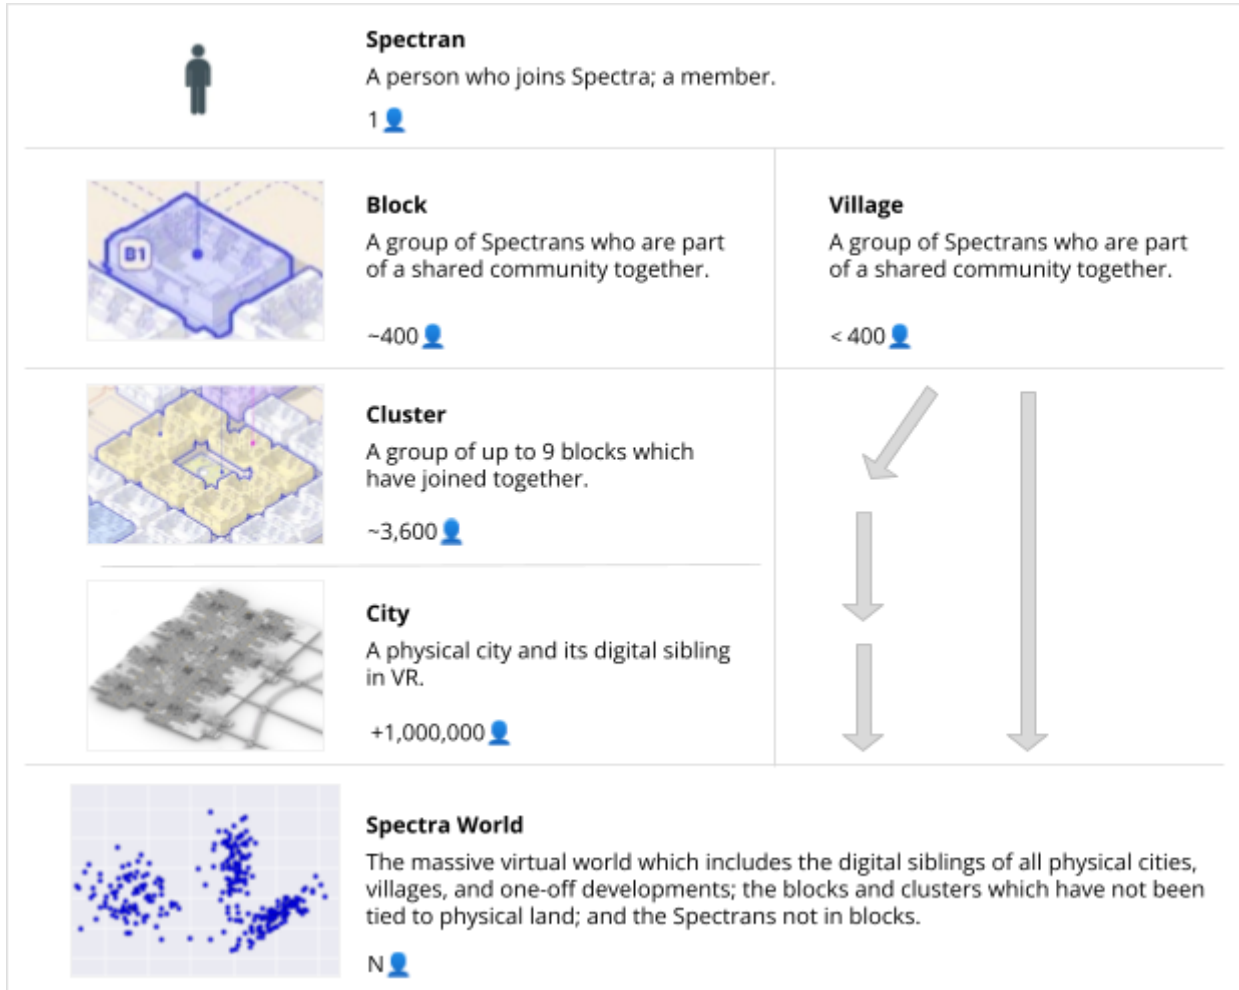 Spectran
A person who joins Spectra; a member.
1
B1
Block
A group of Spectrans who are part
of a shared community together.
~400
Village
A group of Spectrans who are part
of a shared community together.
< 400
Cluster
A group of up to 9 blocks which
have joined together.
~3,600
City
A physical city and its digital sibling
in VR.
+1,000,000
Spectra World
The massive virtual world which includes the digital siblings of all physical cities,
villages, and one-off developments; the blocks and clusters which have not been
tied to physical land; and the Spectrans not in blocks.
N